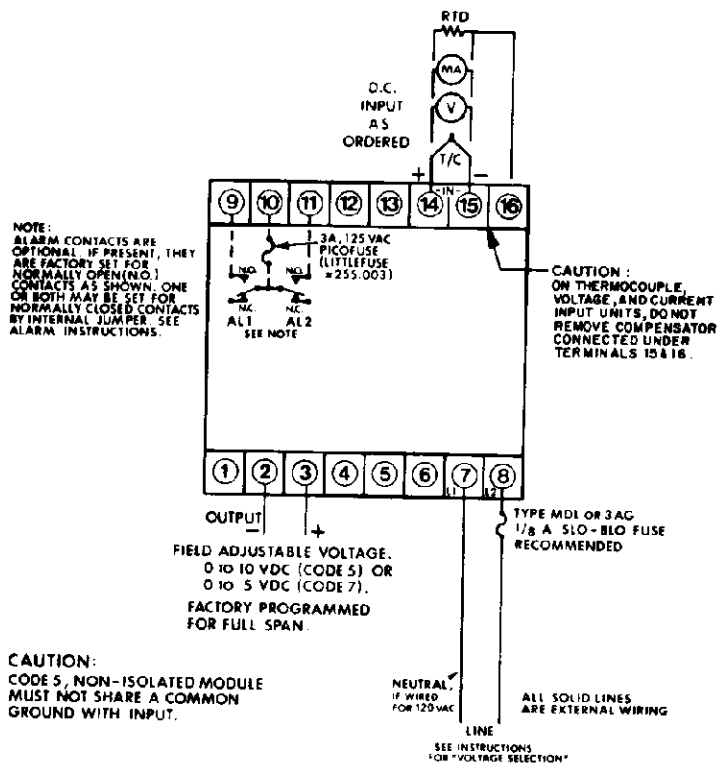 RTD
MA
D.C.
INPUT
AS
ORDERED
V
T/C
+ -IN- −
9 10 11 12 13 14 15 16
NOTE:
ALARM CONTACTS ARE
OPTIONAL. IF PRESENT, THEY
ARE FACTORY SET FOR
NORMALLY OPEN (N.O.)
CONTACTS AS SHOWN. ONE
OR BOTH MAY BE SET FOR
NORMALLY CLOSED CONTACTS
BY INTERNAL JUMPER. SEE
ALARM INSTRUCTIONS.
3A, 125 VAC
PICOFUSE
(LITTLEFUSE
#255.003)
N.O. N.O.
N.C. N.C.
AL1 AL2
SEE NOTE
CAUTION:
ON THERMOCOUPLE,
VOLTAGE, AND CURRENT
INPUT UNITS, DO NOT
REMOVE COMPENSATOR
CONNECTED UNDER
TERMINALS 15 & 16.
1 2 3 4 5 6 7 8
L1 L2
OUTPUT
− +
FIELD ADJUSTABLE VOLTAGE.
0 TO 10 VDC (CODE 5) OR
0 TO 5 VDC (CODE 7).
FACTORY PROGRAMMED
FOR FULL SPAN.
TYPE MDL OR 3AG
1/8 A SLO-BLO FUSE
RECOMMENDED
CAUTION:
CODE 5, NON-ISOLATED MODULE
MUST NOT SHARE A COMMON
GROUND WITH INPUT.
NEUTRAL,
IF WIRED
FOR 120 VAC
ALL SOLID LINES
ARE EXTERNAL WIRING
LINE
SEE INSTRUCTIONS
FOR "VOLTAGE SELECTION"